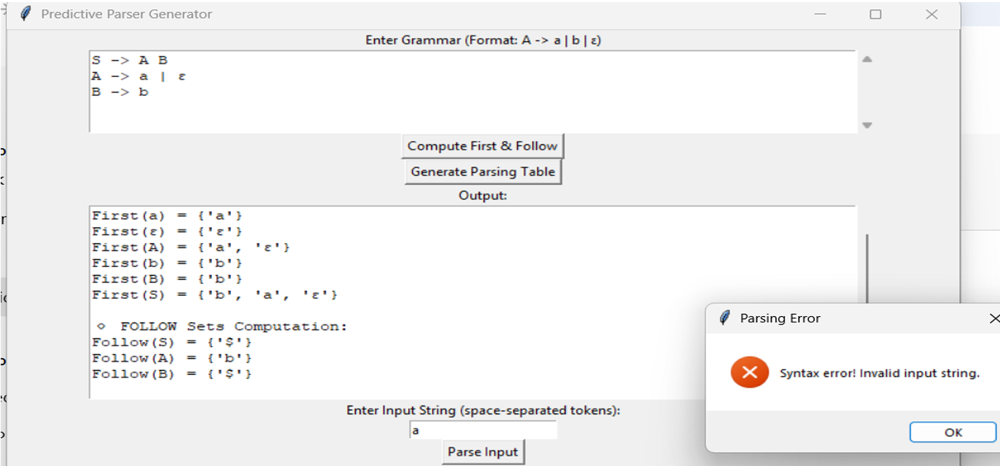 Predictive Parser Generator
Enter Grammar (Format: A -> a | b | ε)
S -> A B
A -> a | ε
B -> b
Compute First & Follow
Generate Parsing Table
Output:
First(a) = {'a'}
First(ε) = {'ε'}
First(A) = {'a', 'ε'}
First(b) = {'b'}
First(B) = {'b'}
First(S) = {'b', 'a', 'ε'}
⋄ FOLLOW Sets Computation:
Follow(S) = {'$'}
Follow(A) = {'b'}
Follow(B) = {'$'}
Parsing Error
Syntax error! Invalid input string.
OK
Enter Input String (space-separated tokens):
a
Parse Input